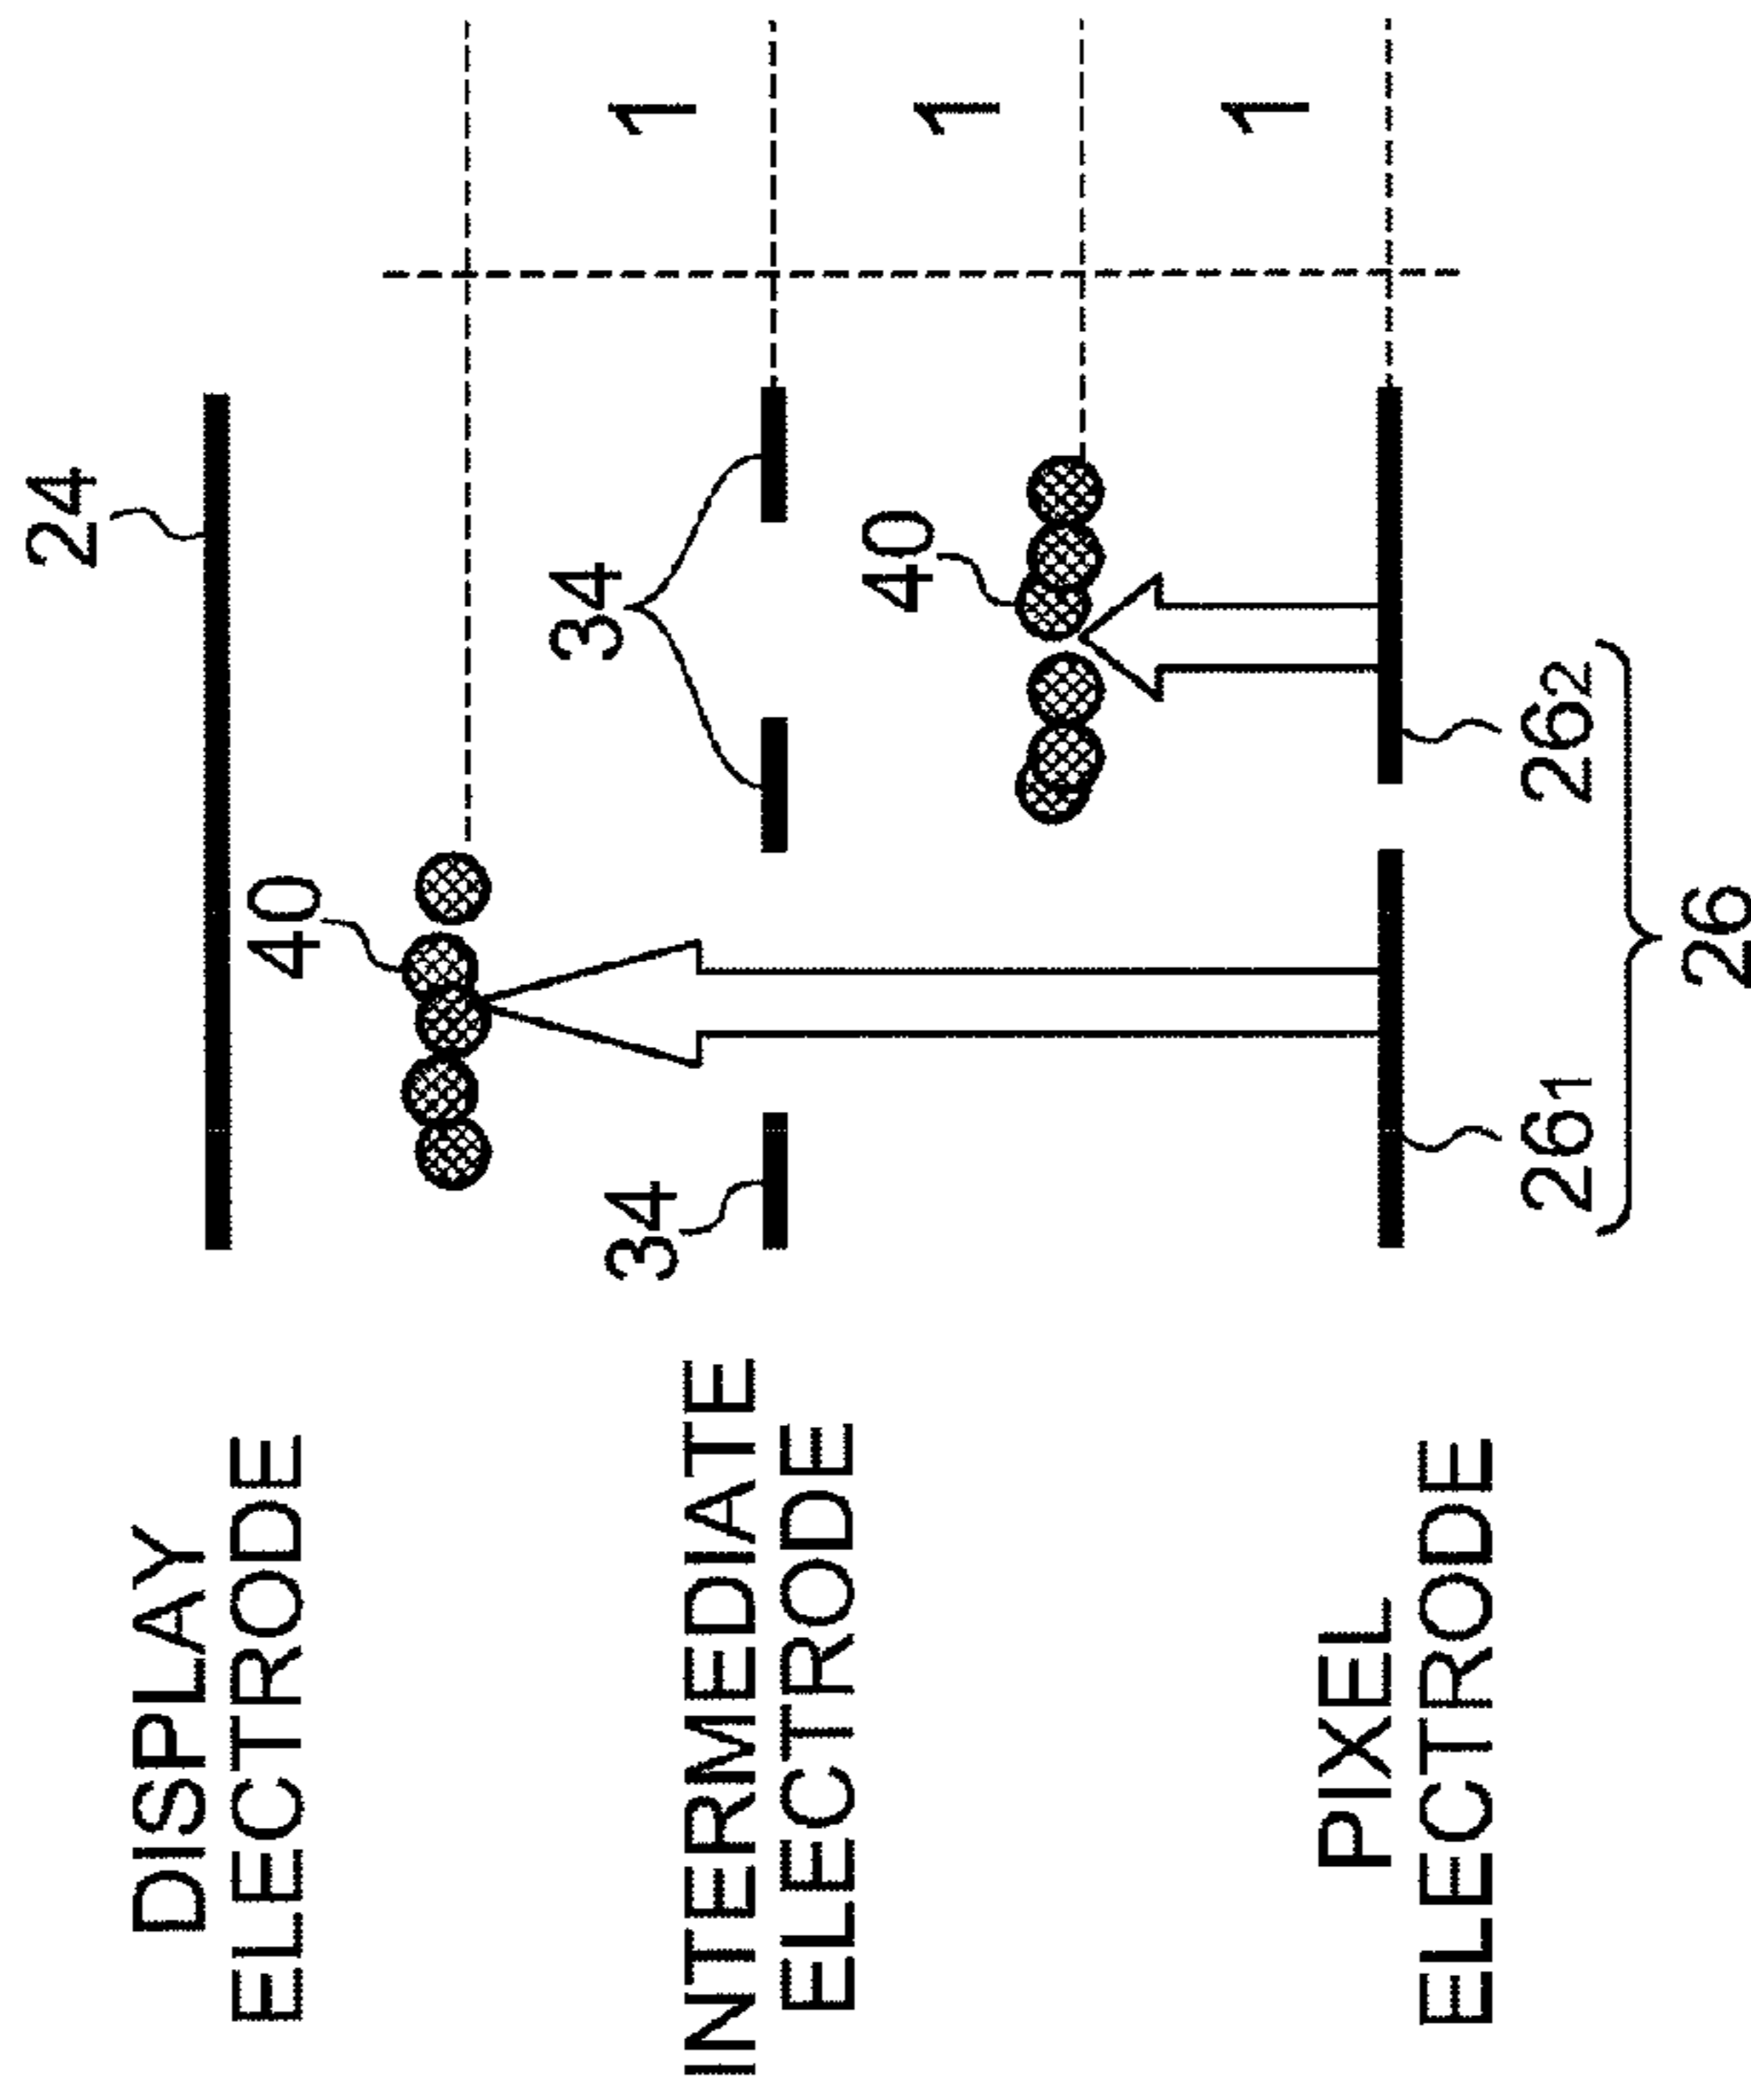 24
DISPLAY
ELECTRODE
40
34
34
1
INTERMEDIATE
ELECTRODE
40
1
1
PIXEL
ELECTRODE
26₁
26₂
26